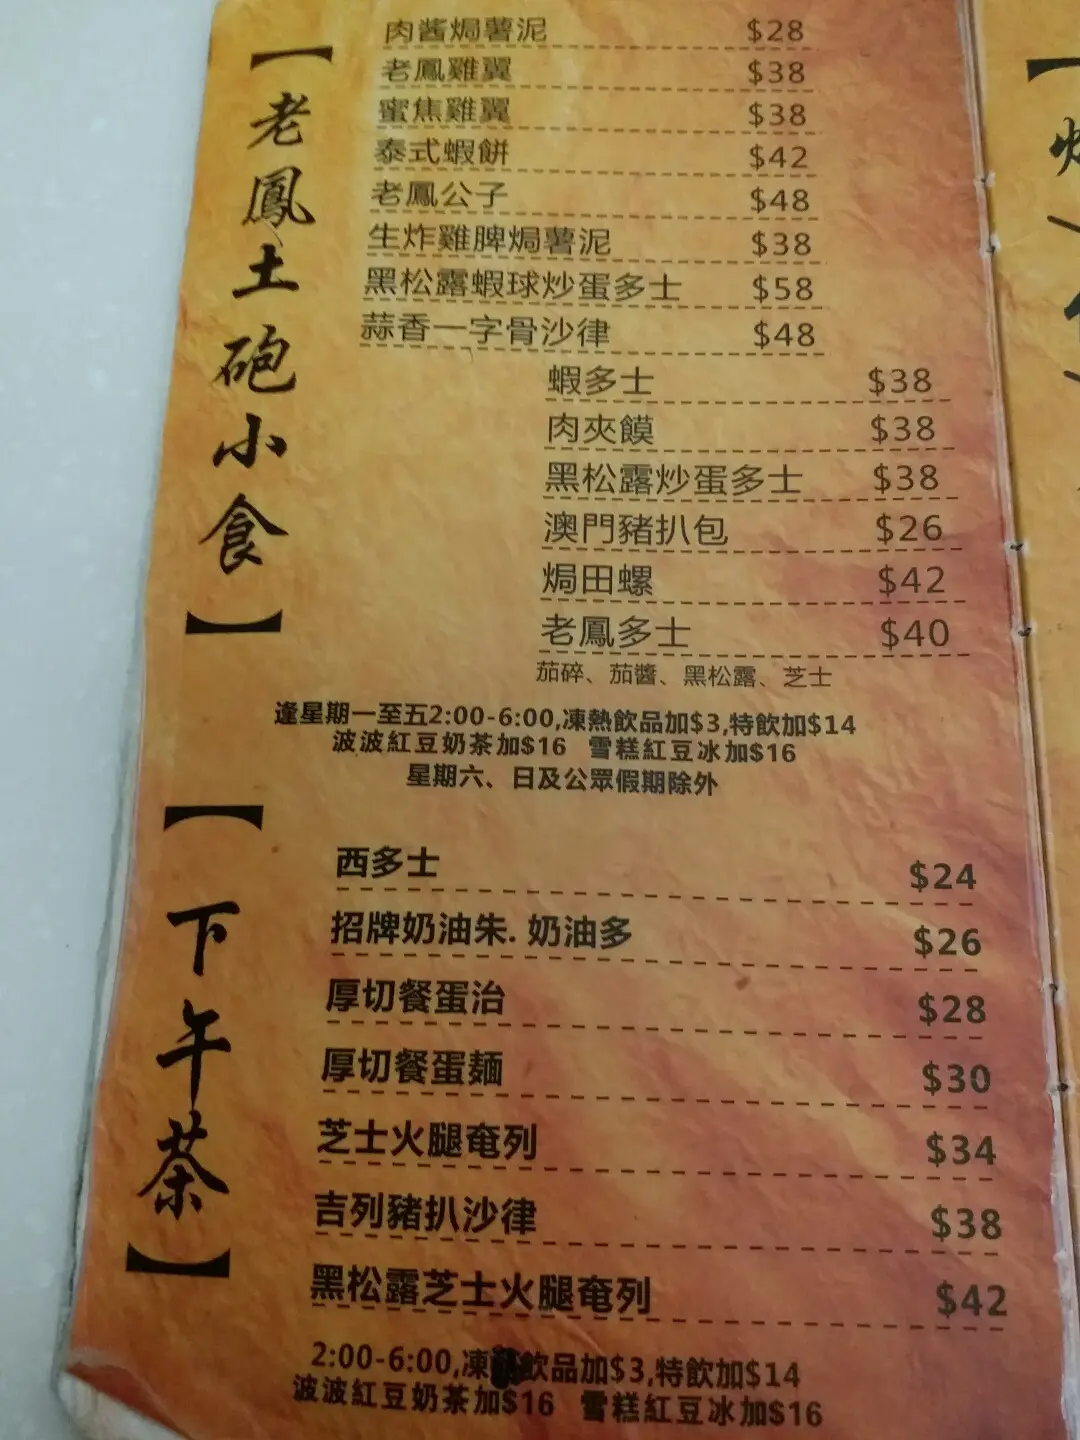 【老鳳土砲小食】
肉醬焗薯泥 $28
老鳳雞翼 $38
蜜焦雞翼 $38
泰式蝦餅 $42
老鳳公子 $48
生炸雞脾焗薯泥 $38
黑松露蝦球炒蛋多士 $58
蒜香一字骨沙律 $48
蝦多士 $38
肉夾饃 $38
黑松露炒蛋多士 $38
澳門豬扒包 $26
焗田螺 $42
老鳳多士 $40
茄碎、茄醬、黑松露、芝士
逢星期一至五2:00-6:00,凍熱飲品加$3,特飲加$14
波波紅豆奶茶加$16 雪糕紅豆冰加$16
星期六、日及公眾假期除外
【下午茶】
西多士 $24
招牌奶油朱. 奶油多 $26
厚切餐蛋治 $28
厚切餐蛋麵 $30
芝士火腿奄列 $34
吉列豬扒沙律 $38
黑松露芝士火腿奄列 $42
2:00-6:00,凍飲品加$3,特飲加$14
波波紅豆奶茶加$16 雪糕紅豆冰加$16